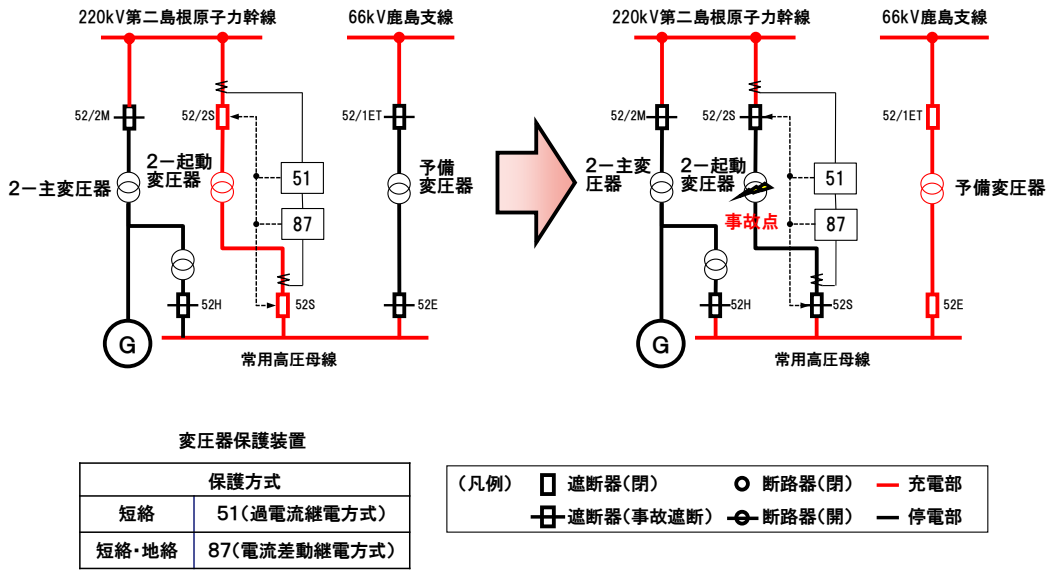 220kV第二島根原子力幹線
66kV鹿島支線
52/2M
52/2S
52/1ET
2－主変圧器
2－起動
変圧器
予備
変圧器
51
87
52H
52S
52E
G
常用高圧母線
220kV第二島根原子力幹線
66kV鹿島支線
52/2M
52/2S
52/1ET
2－主変
圧器
2－起動
変圧器
予備変圧器
事故点
51
87
52H
52S
52E
G
常用高圧母線
変圧器保護装置
保護方式
短絡 51(過電流継電方式)
短絡・地絡 87(電流差動継電方式)
(凡例) 遮断器(閉) 断路器(閉) 充電部
遮断器(事故遮断) 断路器(開) 停電部